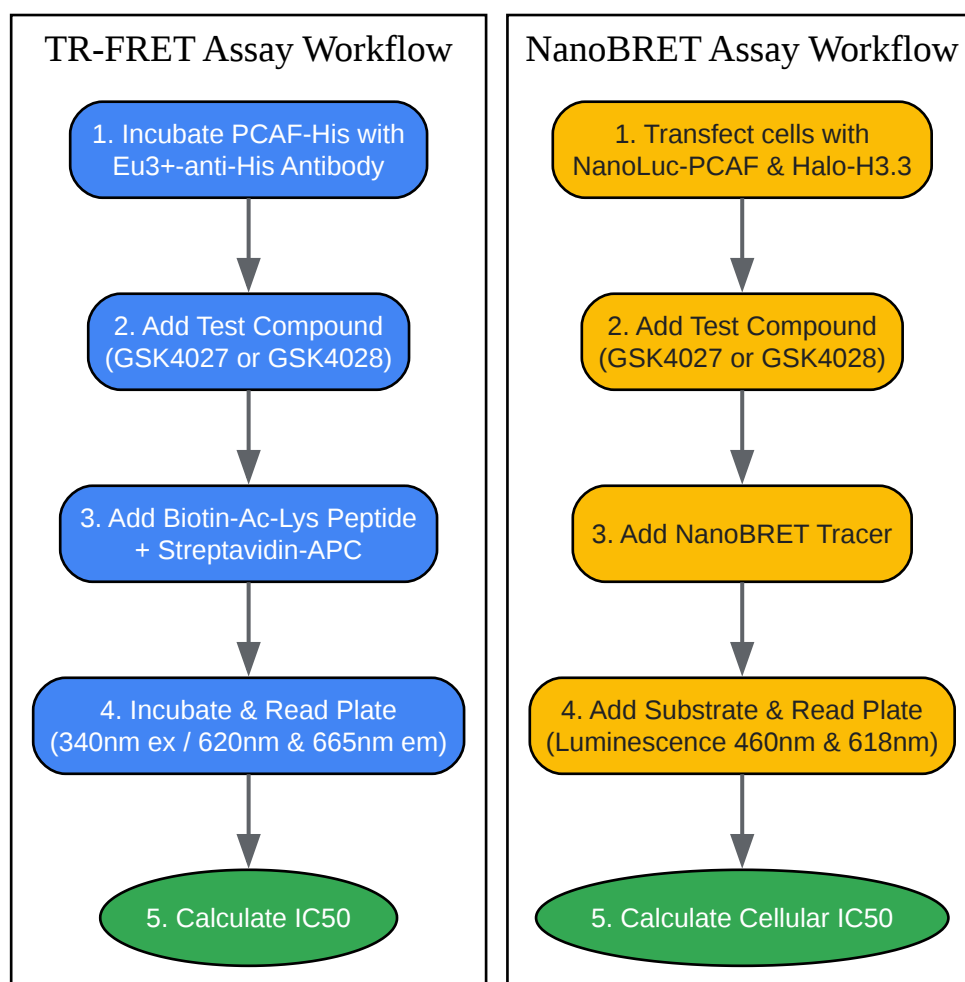 TR-FRET Assay Workflow
1. Incubate PCAF-His with
Eu3+-anti-His Antibody
2. Add Test Compound
(GSK4027 or GSK4028)
3. Add Biotin-Ac-Lys Peptide
+ Streptavidin-APC
4. Incubate & Read Plate
(340nm ex / 620nm & 665nm em)
5. Calculate IC50
NanoBRET Assay Workflow
1. Transfect cells with
NanoLuc-PCAF & Halo-H3.3
2. Add Test Compound
(GSK4027 or GSK4028)
3. Add NanoBRET Tracer
4. Add Substrate & Read Plate
(Luminescence 460nm & 618nm)
5. Calculate Cellular IC50